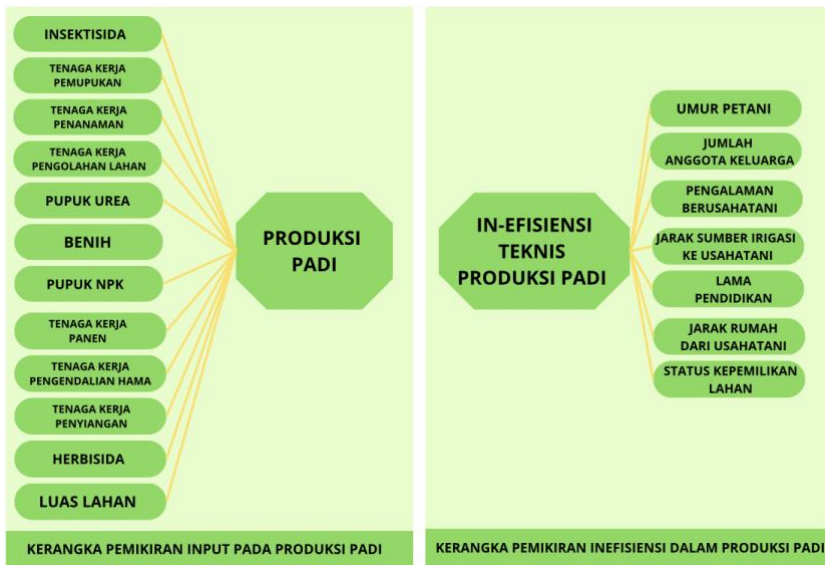 INSEKTISIDA
TENAGA KERJA
PEMUPUKAN
TENAGA KERJA
PENANAMAN
TENAGA KERJA
PENGOLAHAN LAHAN
PUPUK UREA
BENIH
PUPUK NPK
TENAGA KERJA
PANEN
TENAGA KERJA
PENGENDALIAN HAMA
TENAGA KERJA
PENYIANGAN
HERBISIDA
LUAS LAHAN
PRODUKSI
PADI
KERANGKA PEMIKIRAN INPUT PADA PRODUKSI PADI
IN-EFISIENSI
TEKNIS
PRODUKSI PADI
UMUR PETANI
JUMLAH
ANGGOTA KELUARGA
PENGALAMAN
BERUSAHATANI
JARAK SUMBER IRIGASI
KE USAHATANI
LAMA
PENDIDIKAN
JARAK RUMAH
DARI USAHATANI
STATUS KEPEMILIKAN
LAHAN
KERANGKA PEMIKIRAN INEFISIENSI DALAM PRODUKSI PADI